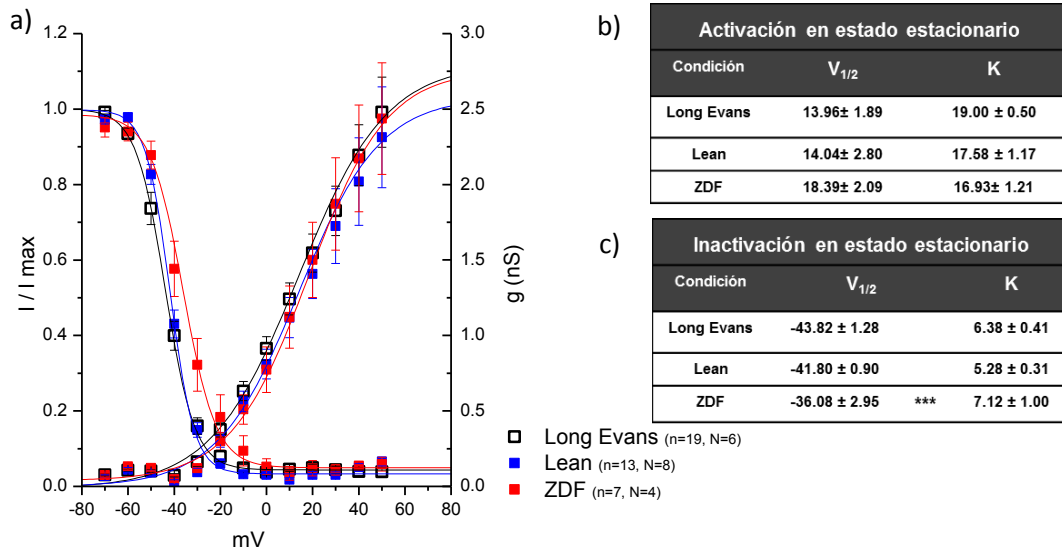 a)
1.2
1.0
0.8
0.6
0.4
0.2
0.0
I / I max
3.0
2.5
2.0
1.5
1.0
0.5
0.0
g (nS)
-80 -60 -40 -20 0 20 40 60 80
mV
Long Evans (n=19, N=6)
Lean (n=13, N=8)
ZDF (n=7, N=4)
b)
Activación en estado estacionario
Condición V1/2 K
Long Evans 13.96± 1.89 19.00 ± 0.50
Lean 14.04± 2.80 17.58 ± 1.17
ZDF 18.39± 2.09 16.93± 1.21
c)
Inactivación en estado estacionario
Condición V1/2 K
Long Evans -43.82 ± 1.28 6.38 ± 0.41
Lean -41.80 ± 0.90 5.28 ± 0.31
ZDF -36.08 ± 2.95 *** 7.12 ± 1.00